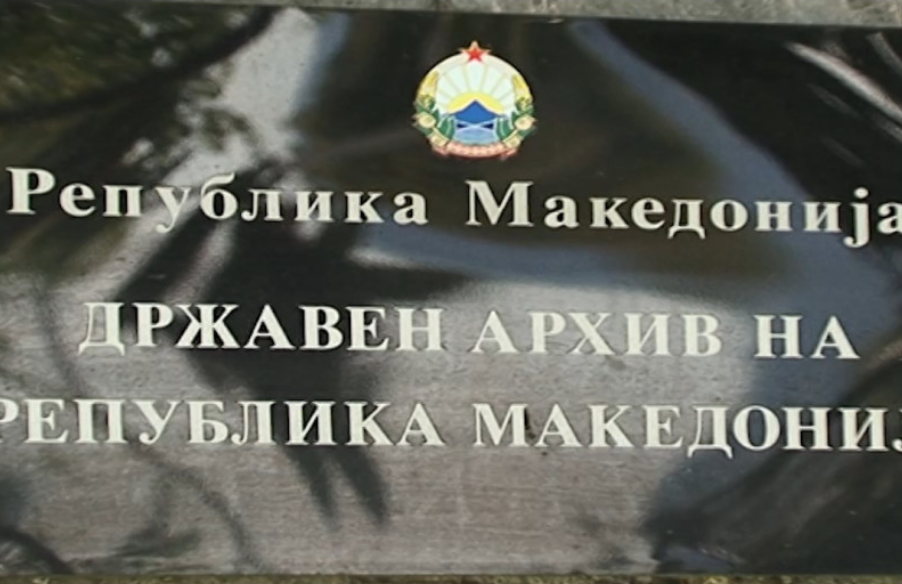 Република Македонија
ДРЖАВЕН АРХИВ НА
РЕПУБЛИКА МАКЕДОНИЈ